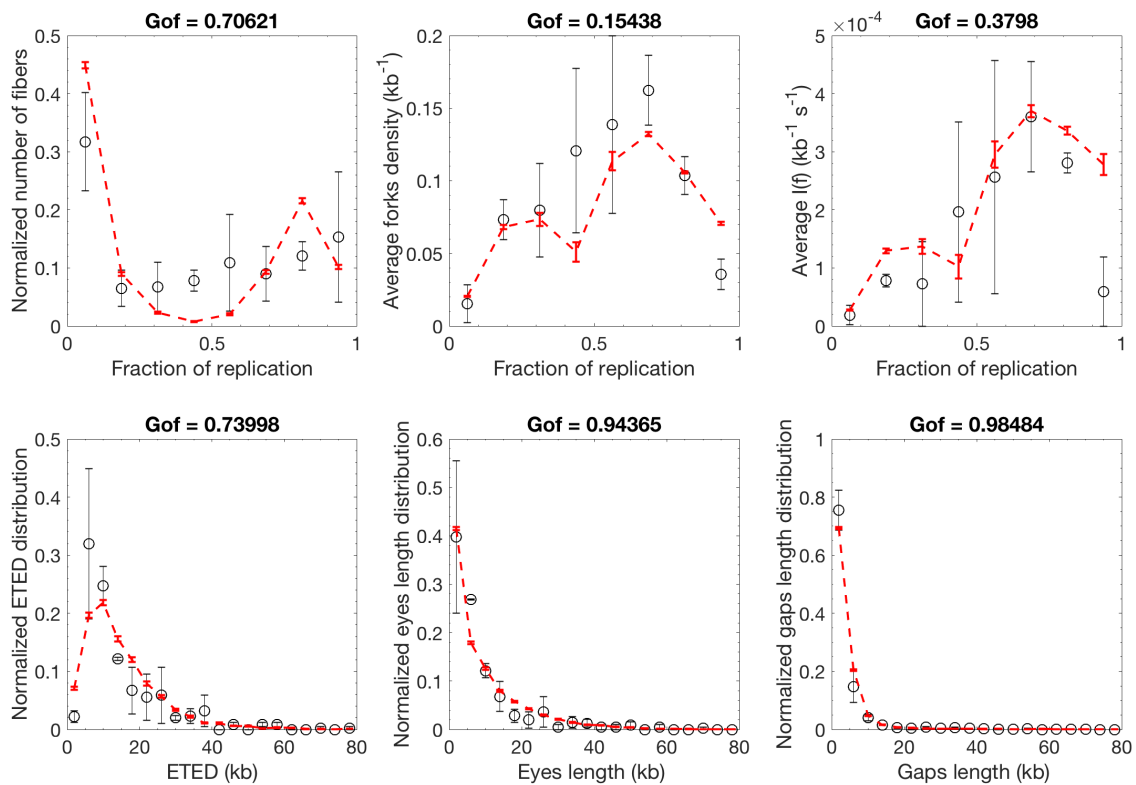 Gof = 0.70621
Normalized number of fibers
0.5
0.4
0.3
0.2
0.1
0
0 0.5 1
Fraction of replication
Gof = 0.15438
Average forks density (kb⁻¹)
0.2
0.15
0.1
0.05
0
0 0.5 1
Fraction of replication
Gof = 0.3798
×10⁻⁴
Average I(f) (kb⁻¹ s⁻¹)
5
4
3
2
1
0
0 0.5 1
Fraction of replication
Gof = 0.73998
Normalized ETED distribution
0.5
0.4
0.3
0.2
0.1
0
0 20 40 60 80
ETED (kb)
Gof = 0.94365
Normalized eyes length distribution
0.6
0.5
0.4
0.3
0.2
0.1
0
0 20 40 60 80
Eyes length (kb)
Gof = 0.98484
Normalized gaps length distribution
1
0.8
0.6
0.4
0.2
0
0 20 40 60 80
Gaps length (kb)